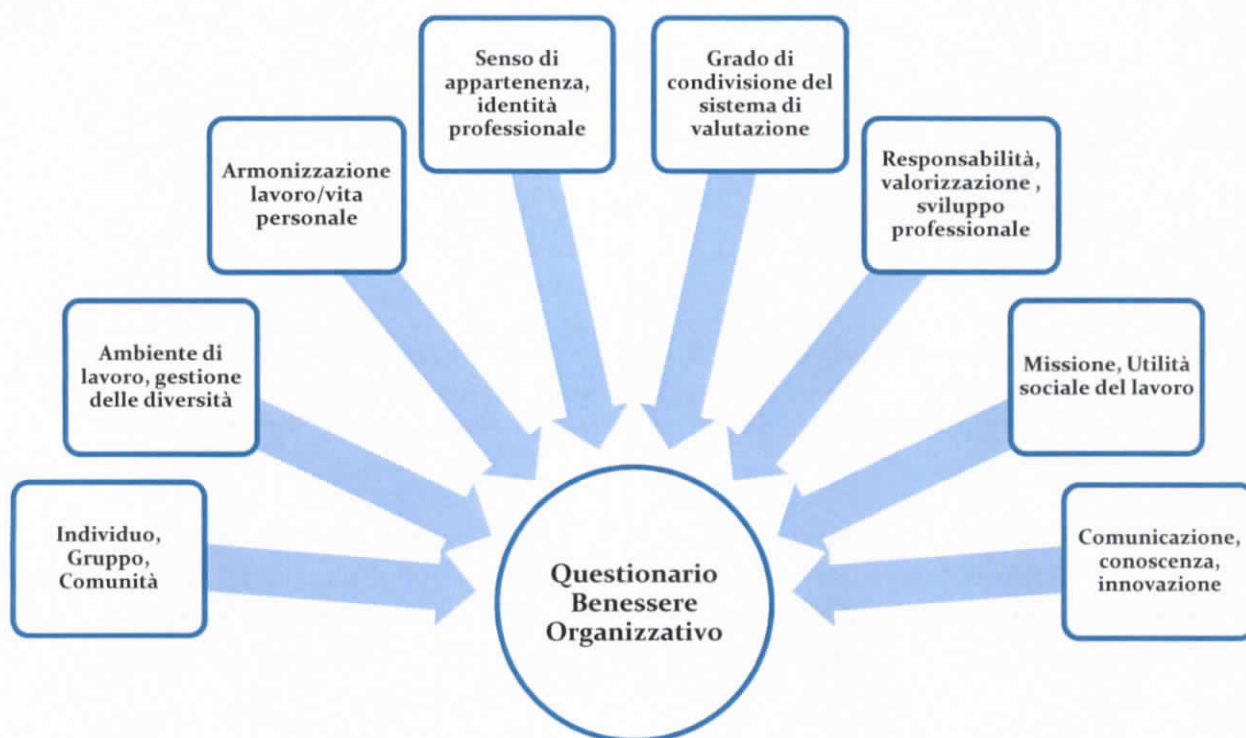 Senso di
appartenenza,
identità
professionale
Grado di
condivisione del
sistema di
valutazione
Armonizzazione
lavoro/vita
personale
Responsabilità,
valorizzazione ,
sviluppo
professionale
Ambiente di
lavoro, gestione
delle diversità
Missione, Utilità
sociale del lavoro
Individuo,
Gruppo,
Comunità
Comunicazione,
conoscenza,
innovazione
Questionario
Benessere
Organizzativo